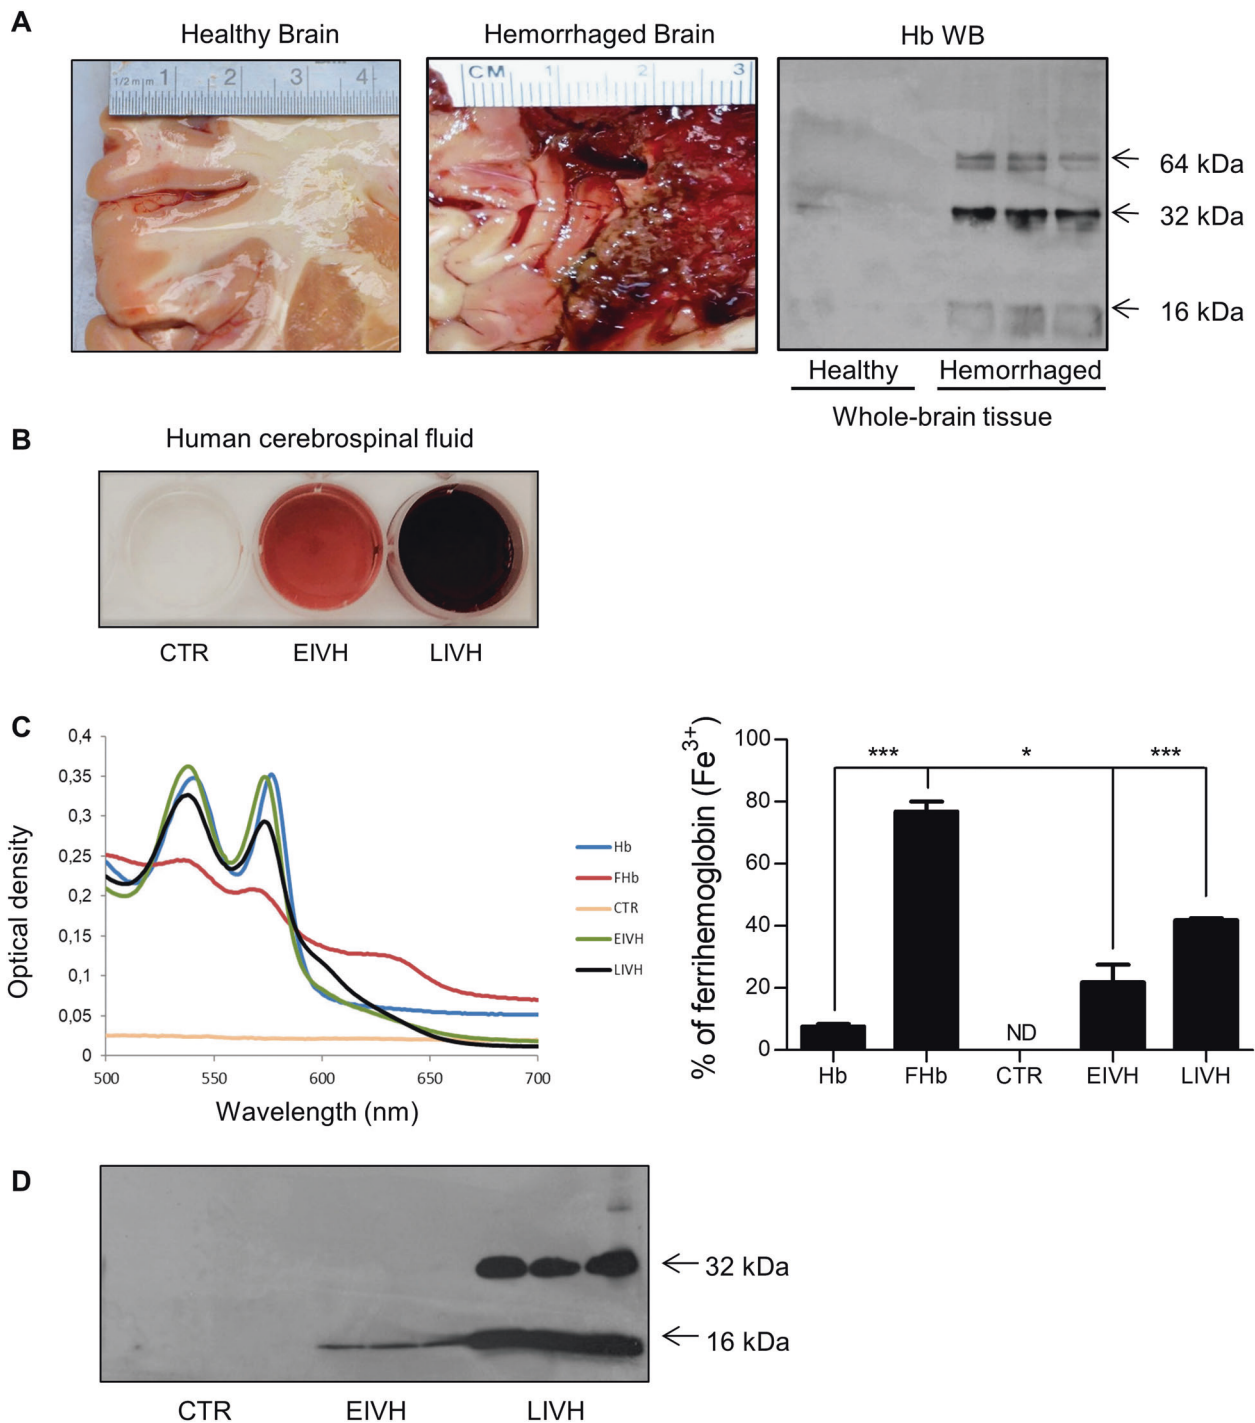 A
Healthy Brain
Hemorrhaged Brain
Hb WB
1/2 m m 1 2 3 4
CM 1 2 3
64 kDa
32 kDa
16 kDa
Healthy
Hemorrhaged
Whole-brain tissue
B
Human cerebrospinal fluid
CTR
EIVH
LIVH
C
Optical density
0,4
0,35
0,3
0,25
0,2
0,15
0,1
0,05
0
500
550
600
650
700
Wavelength (nm)
Hb
FHb
CTR
EIVH
LIVH
% of ferrihemoglobin (Fe3+)
100
80
60
40
20
0
***
*
***
ND
Hb
FHb
CTR
EIVH
LIVH
D
32 kDa
16 kDa
CTR
EIVH
LIVH